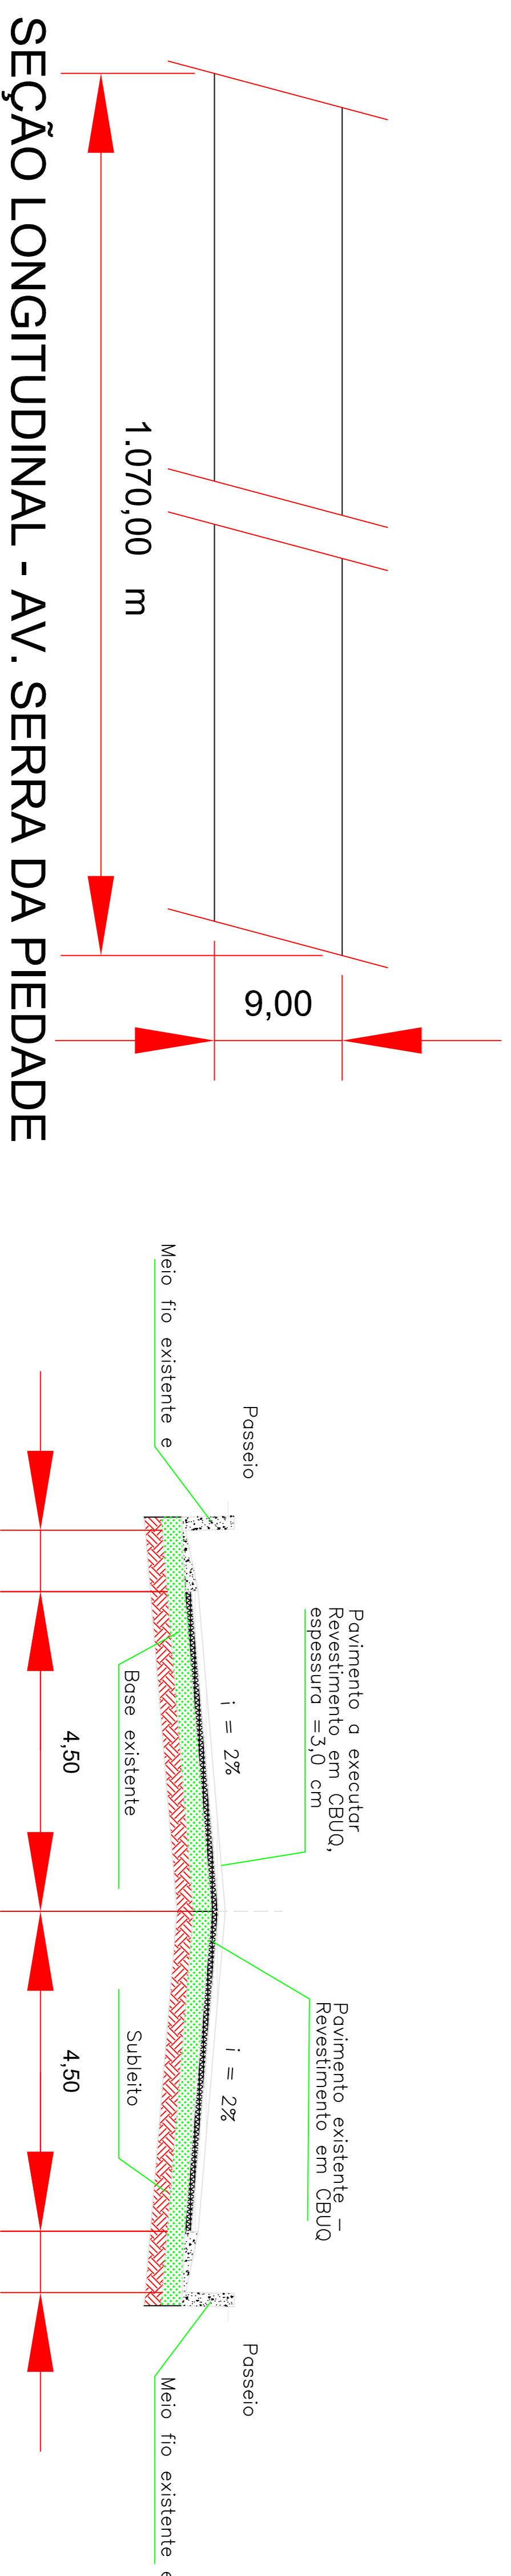 1.070,00 m
9,00
SEÇÃO LONGITUDINAL - AV. SERRA DA PIEDADE
Pavimento a executar
Revestimento em CBUQ,
espessura =3,0 cm
Pavimento existente –
Revestimento em CBUQ
Passeio
Passeio
i = 2%
i = 2%
Meio fio existente e
Meio fio existente e
Base existente
Subleito
4,50
4,50